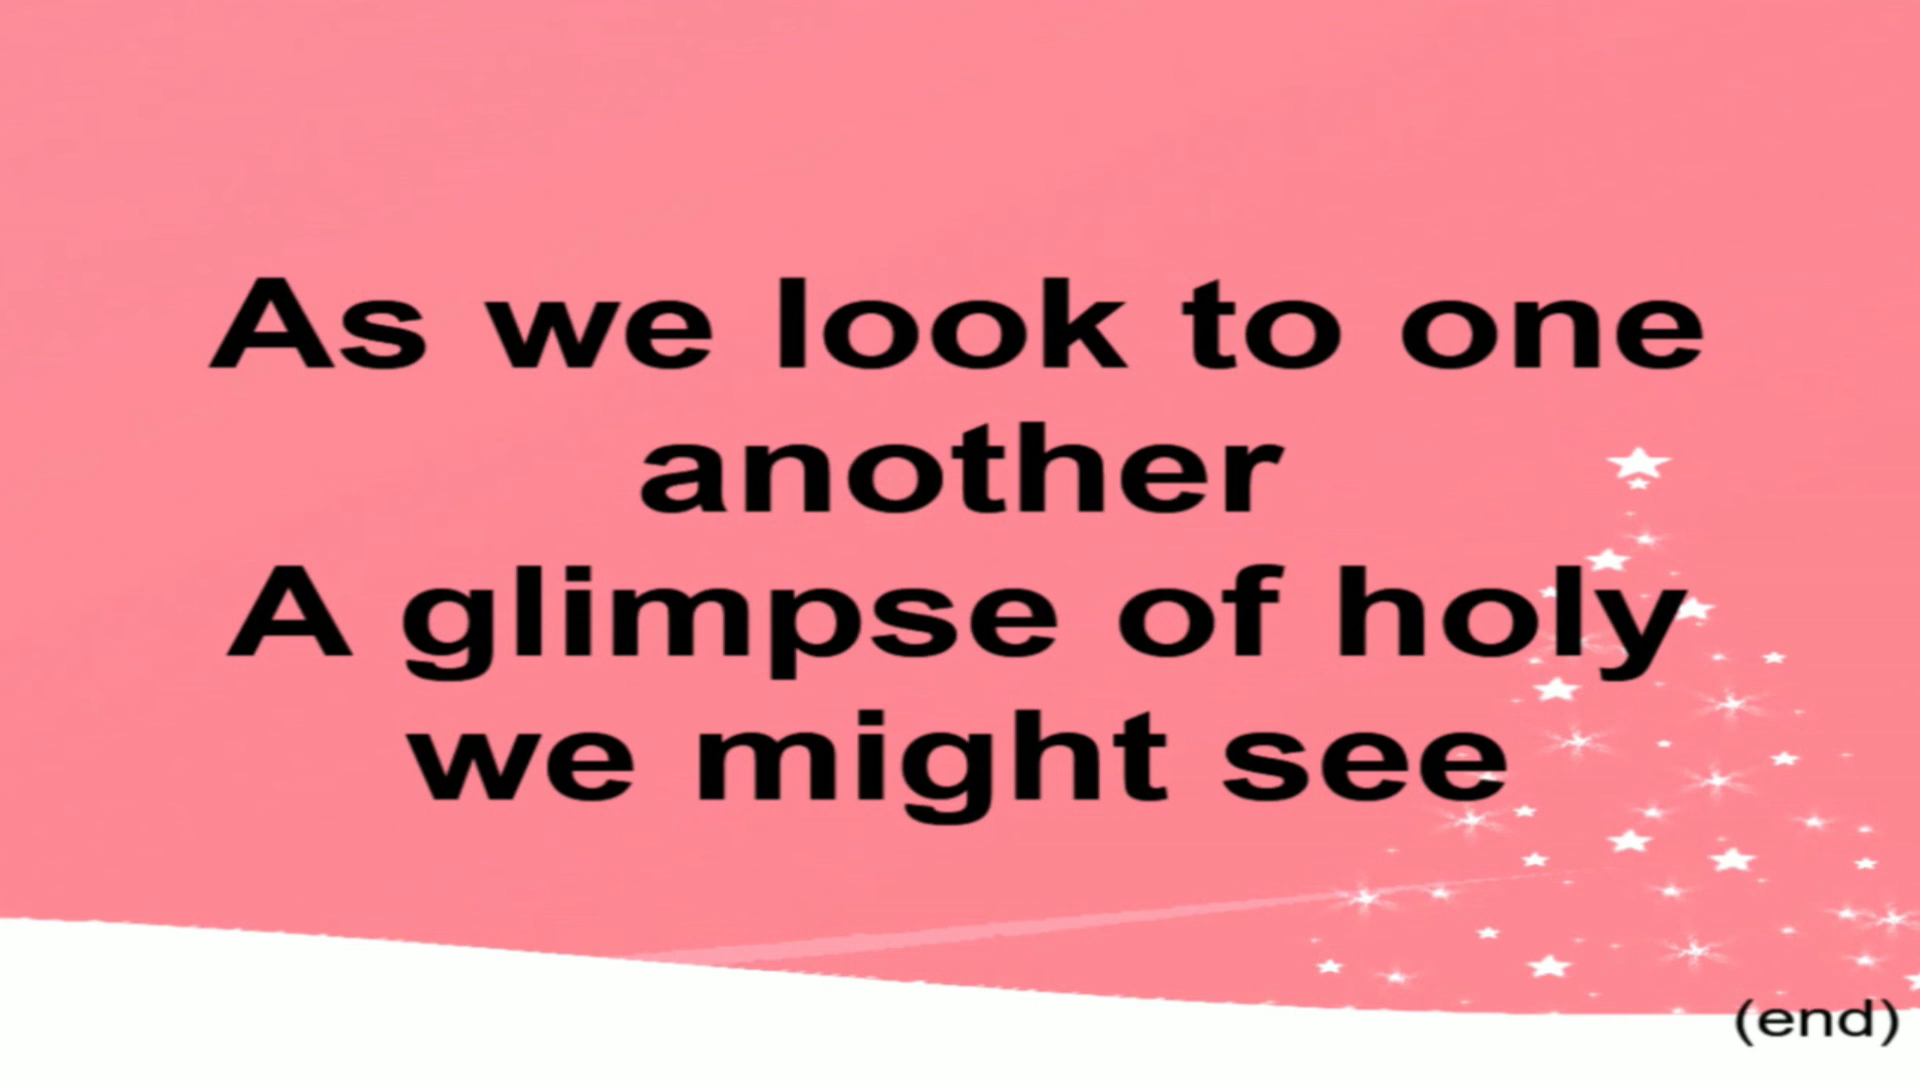 As we look to one
another
A glimpse of holy
we might see
(end)